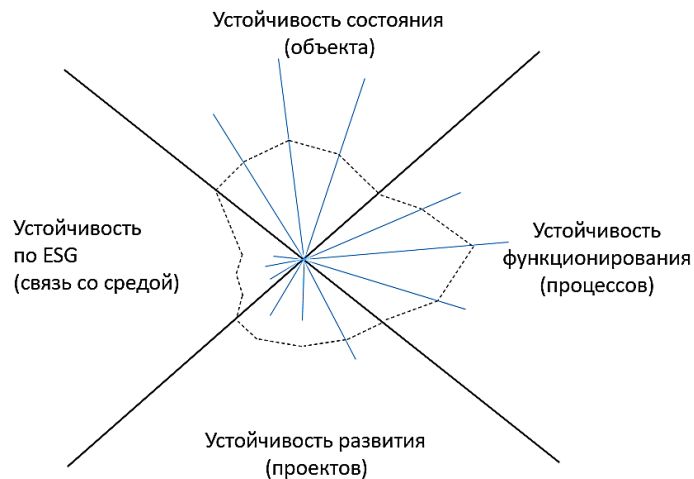 Устойчивость состояния
(объекта)
Устойчивость
по ESG
(связь со средой)
Устойчивость
функционирования
(процессов)
Устойчивость развития
(проектов)